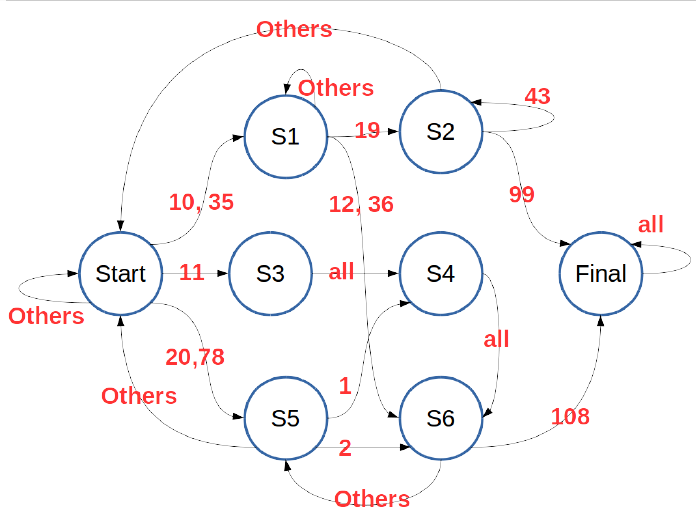 Others
Others
43
S1
19
S2
10, 35
12, 36
99
all
Start
11
S3
all
S4
Final
Others
20,78
all
Others
1
S5
S6
108
2
Others